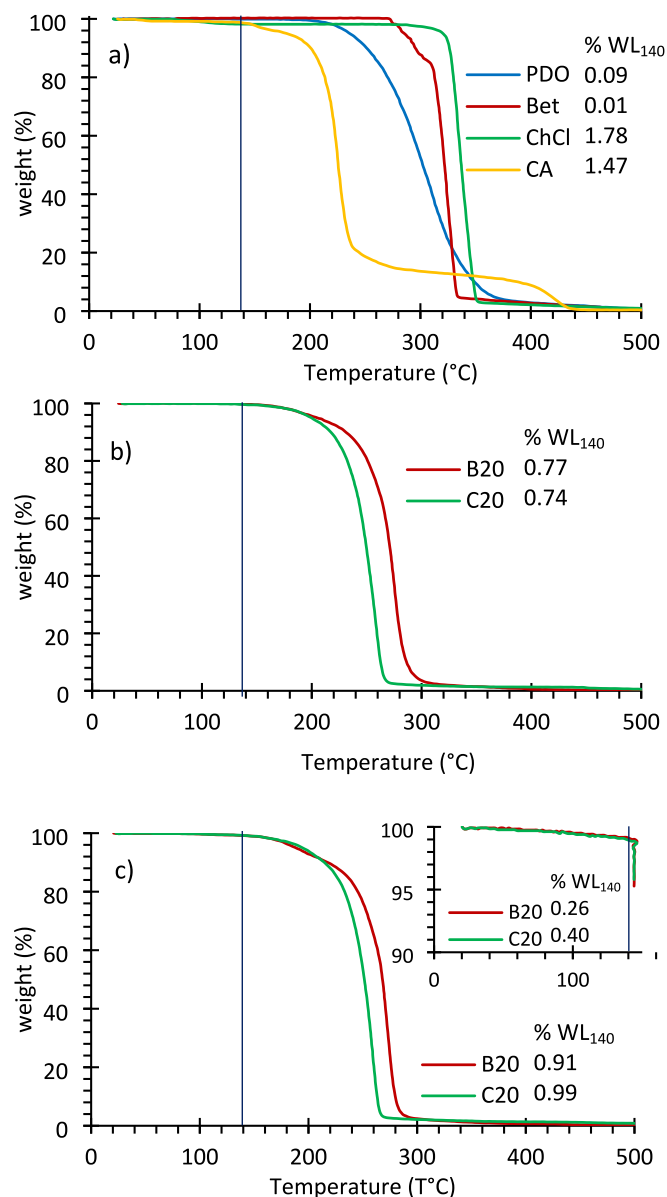 a)
% WL140
PDO 0.09
Bet 0.01
ChCl 1.78
CA 1.47
weight (%)
100
80
60
40
20
0
0 100 200 300 400 500
Temperature (°C)
b)
% WL140
B20 0.77
C20 0.74
weight (%)
100
80
60
40
20
0
0 100 200 300 400 500
Temperature (°C)
c)
100
95
90
0 100
% WL140
B20 0.26
C20 0.40
% WL140
B20 0.91
C20 0.99
weight (%)
100
80
60
40
20
0
0 100 200 300 400 500
Temperature (T°C)